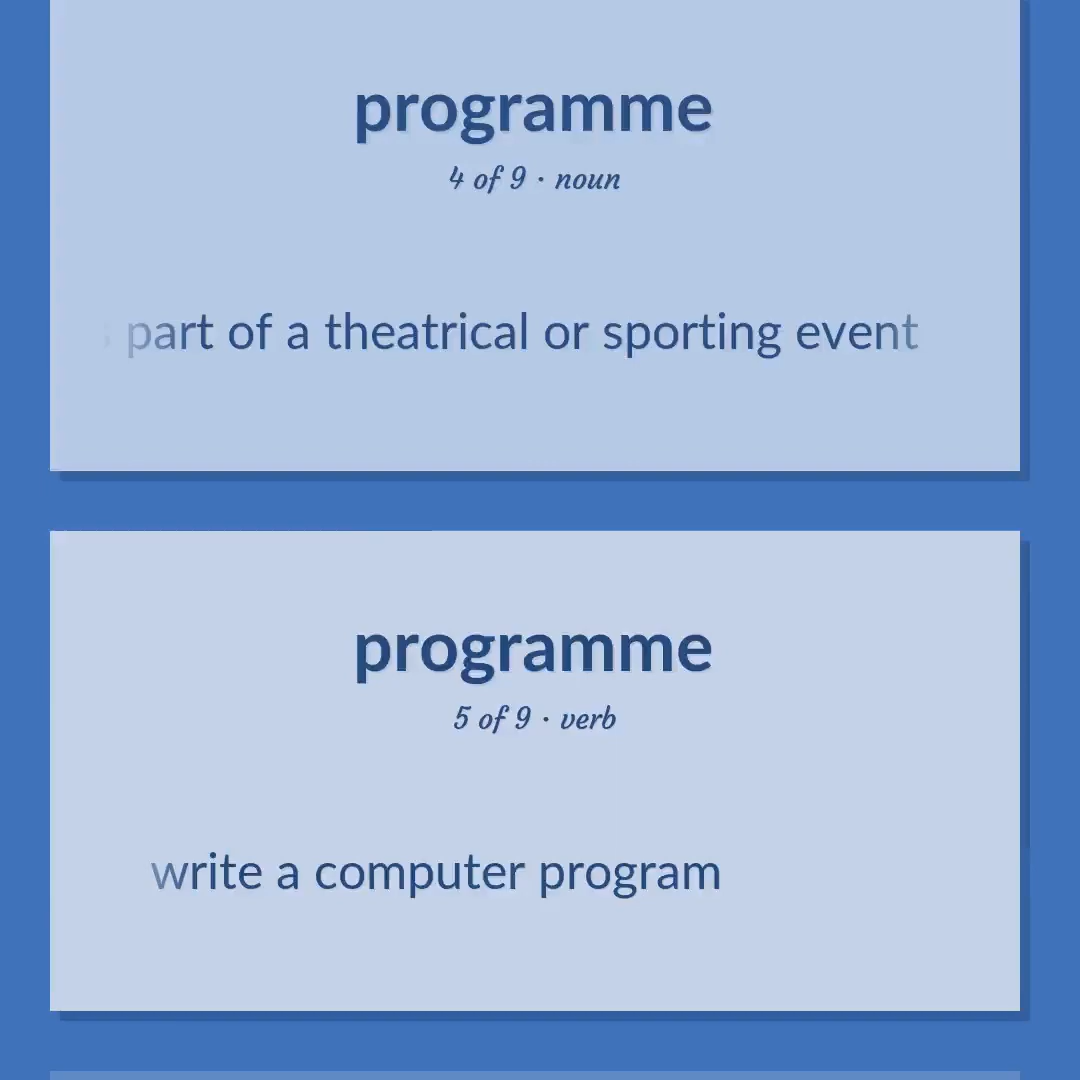 programme
4 of 9 · noun
part of a theatrical or sporting event
programme
5 of 9 · verb
write a computer program